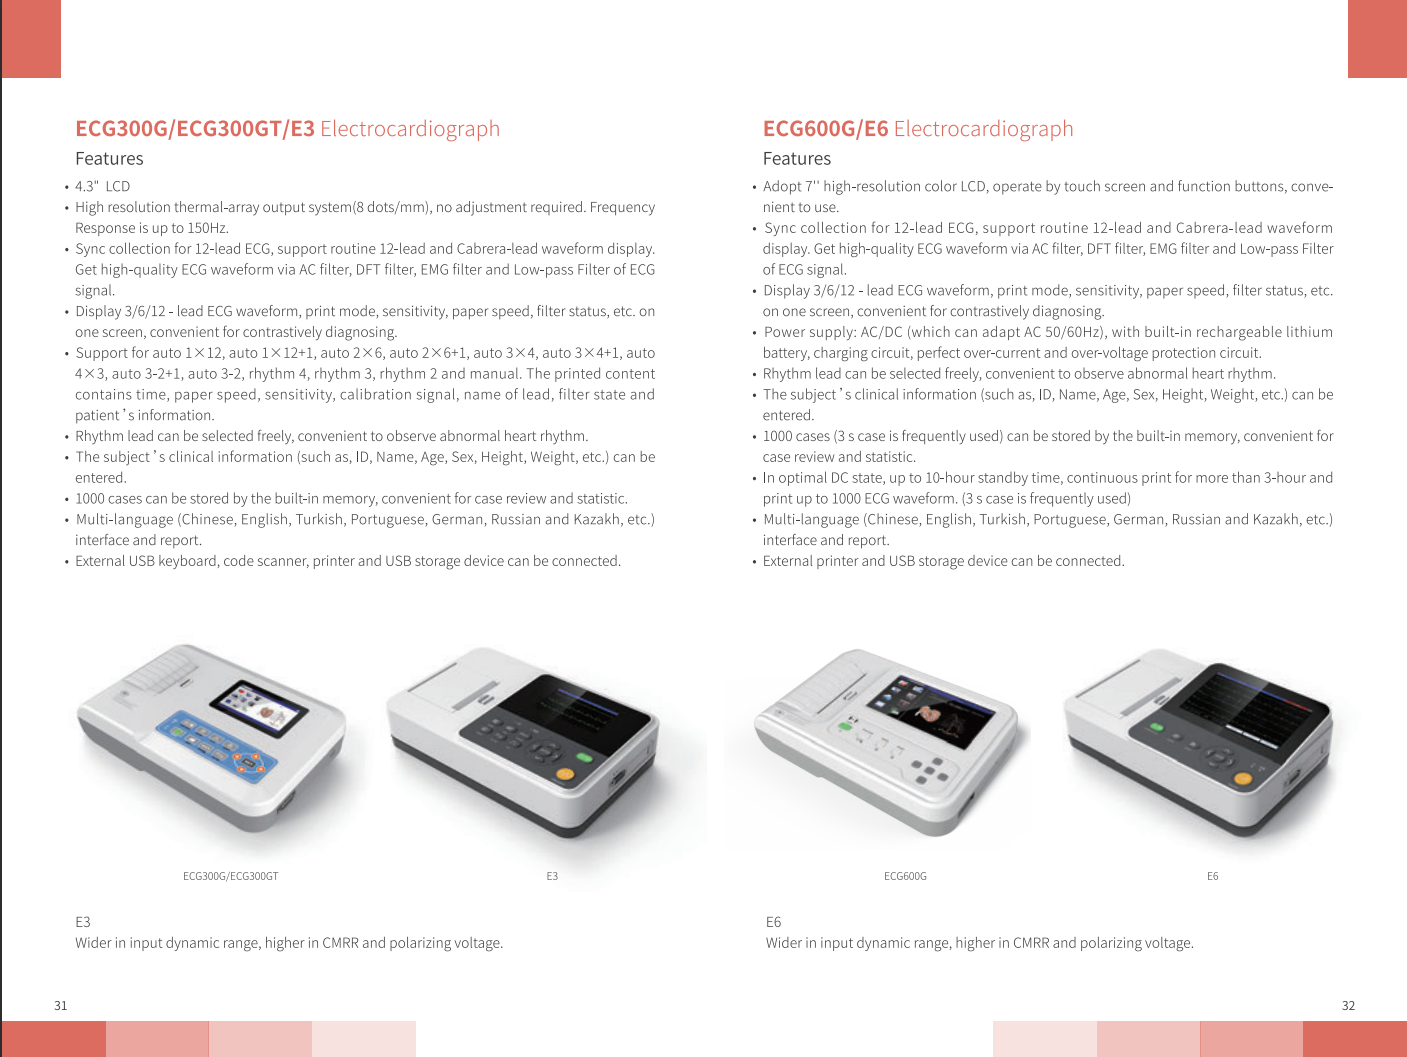 ECG300G/ECG300GT/E3 Electrocardiograph
Features
• 4.3" LCD
• High resolution thermal-array output system(8 dots/mm), no adjustment required. Frequency
Response is up to 150Hz.
• Sync collection for 12-lead ECG, support routine 12-lead and Cabrera-lead waveform display.
Get high-quality ECG waveform via AC filter, DFT filter, EMG filter and Low-pass Filter of ECG
signal.
• Display 3/6/12 - lead ECG waveform, print mode, sensitivity, paper speed, filter status, etc. on
one screen, convenient for contrastively diagnosing.
• Support for auto 1×12, auto 1×12+1, auto 2×6, auto 2×6+1, auto 3×4, auto 3×4+1, auto
4×3, auto 3-2+1, auto 3-2, rhythm 4, rhythm 3, rhythm 2 and manual. The printed content
contains time, paper speed, sensitivity, calibration signal, name of lead, filter state and
patient’s information.
• Rhythm lead can be selected freely, convenient to observe abnormal heart rhythm.
• The subject’s clinical information (such as, ID, Name, Age, Sex, Height, Weight, etc.) can be
entered.
• 1000 cases can be stored by the built-in memory, convenient for case review and statistic.
• Multi-language (Chinese, English, Turkish, Portuguese, German, Russian and Kazakh, etc.)
interface and report.
• External USB keyboard, code scanner, printer and USB storage device can be connected.
ECG300G/ECG300GT
E3
E3
Wider in input dynamic range, higher in CMRR and polarizing voltage.
31
ECG600G/E6 Electrocardiograph
Features
• Adopt 7'' high-resolution color LCD, operate by touch screen and function buttons, conve-
nient to use.
• Sync collection for 12-lead ECG, support routine 12-lead and Cabrera-lead waveform
display. Get high-quality ECG waveform via AC filter, DFT filter, EMG filter and Low-pass Filter
of ECG signal.
• Display 3/6/12 - lead ECG waveform, print mode, sensitivity, paper speed, filter status, etc.
on one screen, convenient for contrastively diagnosing.
• Power supply: AC/DC (which can adapt AC 50/60Hz), with built-in rechargeable lithium
battery, charging circuit, perfect over-current and over-voltage protection circuit.
• Rhythm lead can be selected freely, convenient to observe abnormal heart rhythm.
• The subject’s clinical information (such as, ID, Name, Age, Sex, Height, Weight, etc.) can be
entered.
• 1000 cases (3 s case is frequently used) can be stored by the built-in memory, convenient for
case review and statistic.
• In optimal DC state, up to 10-hour standby time, continuous print for more than 3-hour and
print up to 1000 ECG waveform. (3 s case is frequently used)
• Multi-language (Chinese, English, Turkish, Portuguese, German, Russian and Kazakh, etc.)
interface and report.
• External printer and USB storage device can be connected.
ECG600G
E6
E6
Wider in input dynamic range, higher in CMRR and polarizing voltage.
32